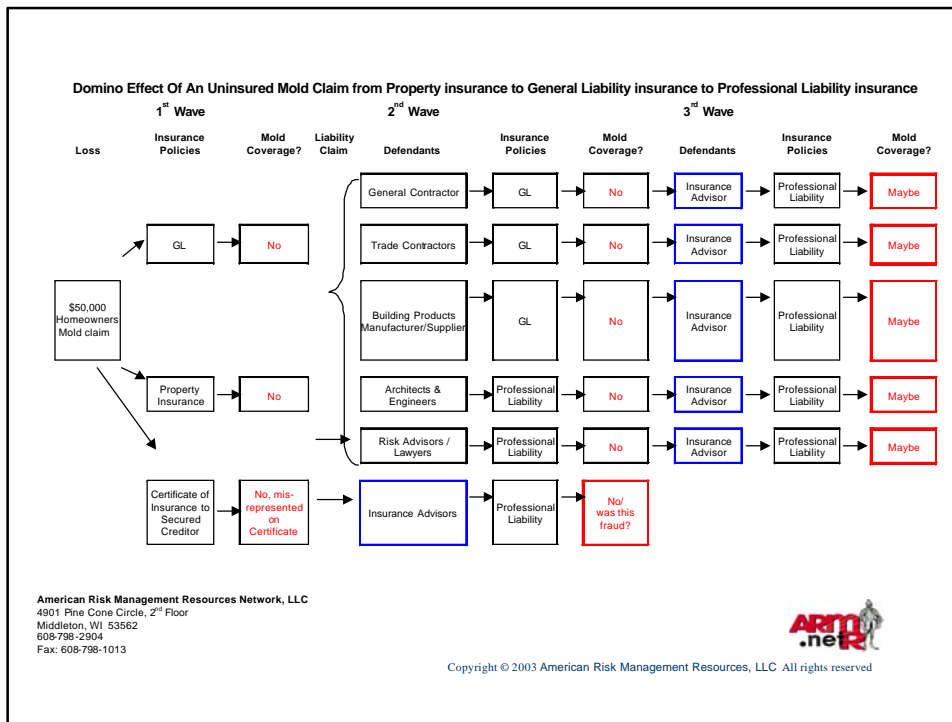 Domino Effect Of An Uninsured Mold Claim from Property insurance to General Liability insurance to Professional Liability insurance
1st Wave
2nd Wave
3rd Wave
Loss
Insurance
Policies
Mold
Coverage?
Liability
Claim
Defendants
Insurance
Policies
Mold
Coverage?
Defendants
Insurance
Policies
Mold
Coverage?
General Contractor
GL
No
Insurance
Advisor
Professional
Liability
Maybe
GL
No
Trade Contractors
GL
No
Insurance
Advisor
Professional
Liability
Maybe
$50,000
Homeowners
Mold claim
Building Products
Manufacturer/Supplier
GL
No
Insurance
Advisor
Professional
Liability
Maybe
Property
Insurance
No
Architects &
Engineers
Professional
Liability
No
Insurance
Advisor
Professional
Liability
Maybe
Risk Advisors /
Lawyers
Professional
Liability
No
Insurance
Advisor
Professional
Liability
Maybe
Certificate of
Insurance to
Secured
Creditor
No, mis-
represented
on
Certificate
Insurance Advisors
Professional
Liability
No/
was this
fraud?
American Risk Management Resources Network, LLC
4901 Pine Cone Circle, 2nd Floor
Middleton, WI 53562
608-798-2904
Fax: 608-798-1013
ARMR
.net
Copyright © 2003 American Risk Management Resources, LLC All rights reserved